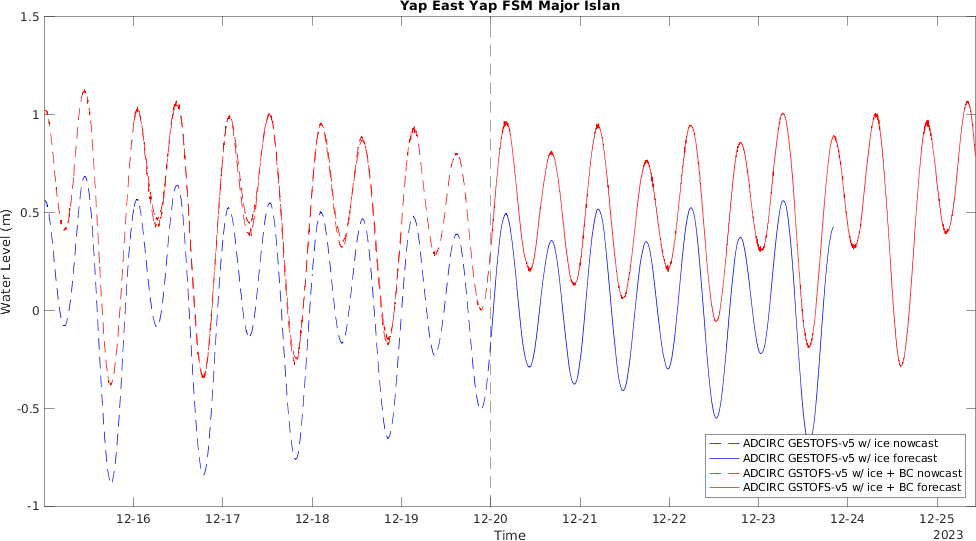 Yap East Yap FSM Major Islan
Water Level (m)
1.5
1
0.5
0
-0.5
-1
12-16
12-17
12-18
12-19
12-20
12-21
12-22
12-23
12-24
12-25
2023
Time
ADCIRC GESTOFS-v5 w/ ice nowcast
ADCIRC GESTOFS-v5 w/ ice forecast
ADCIRC GSTOFS-v5 w/ ice + BC nowcast
ADCIRC GSTOFS-v5 w/ ice + BC forecast